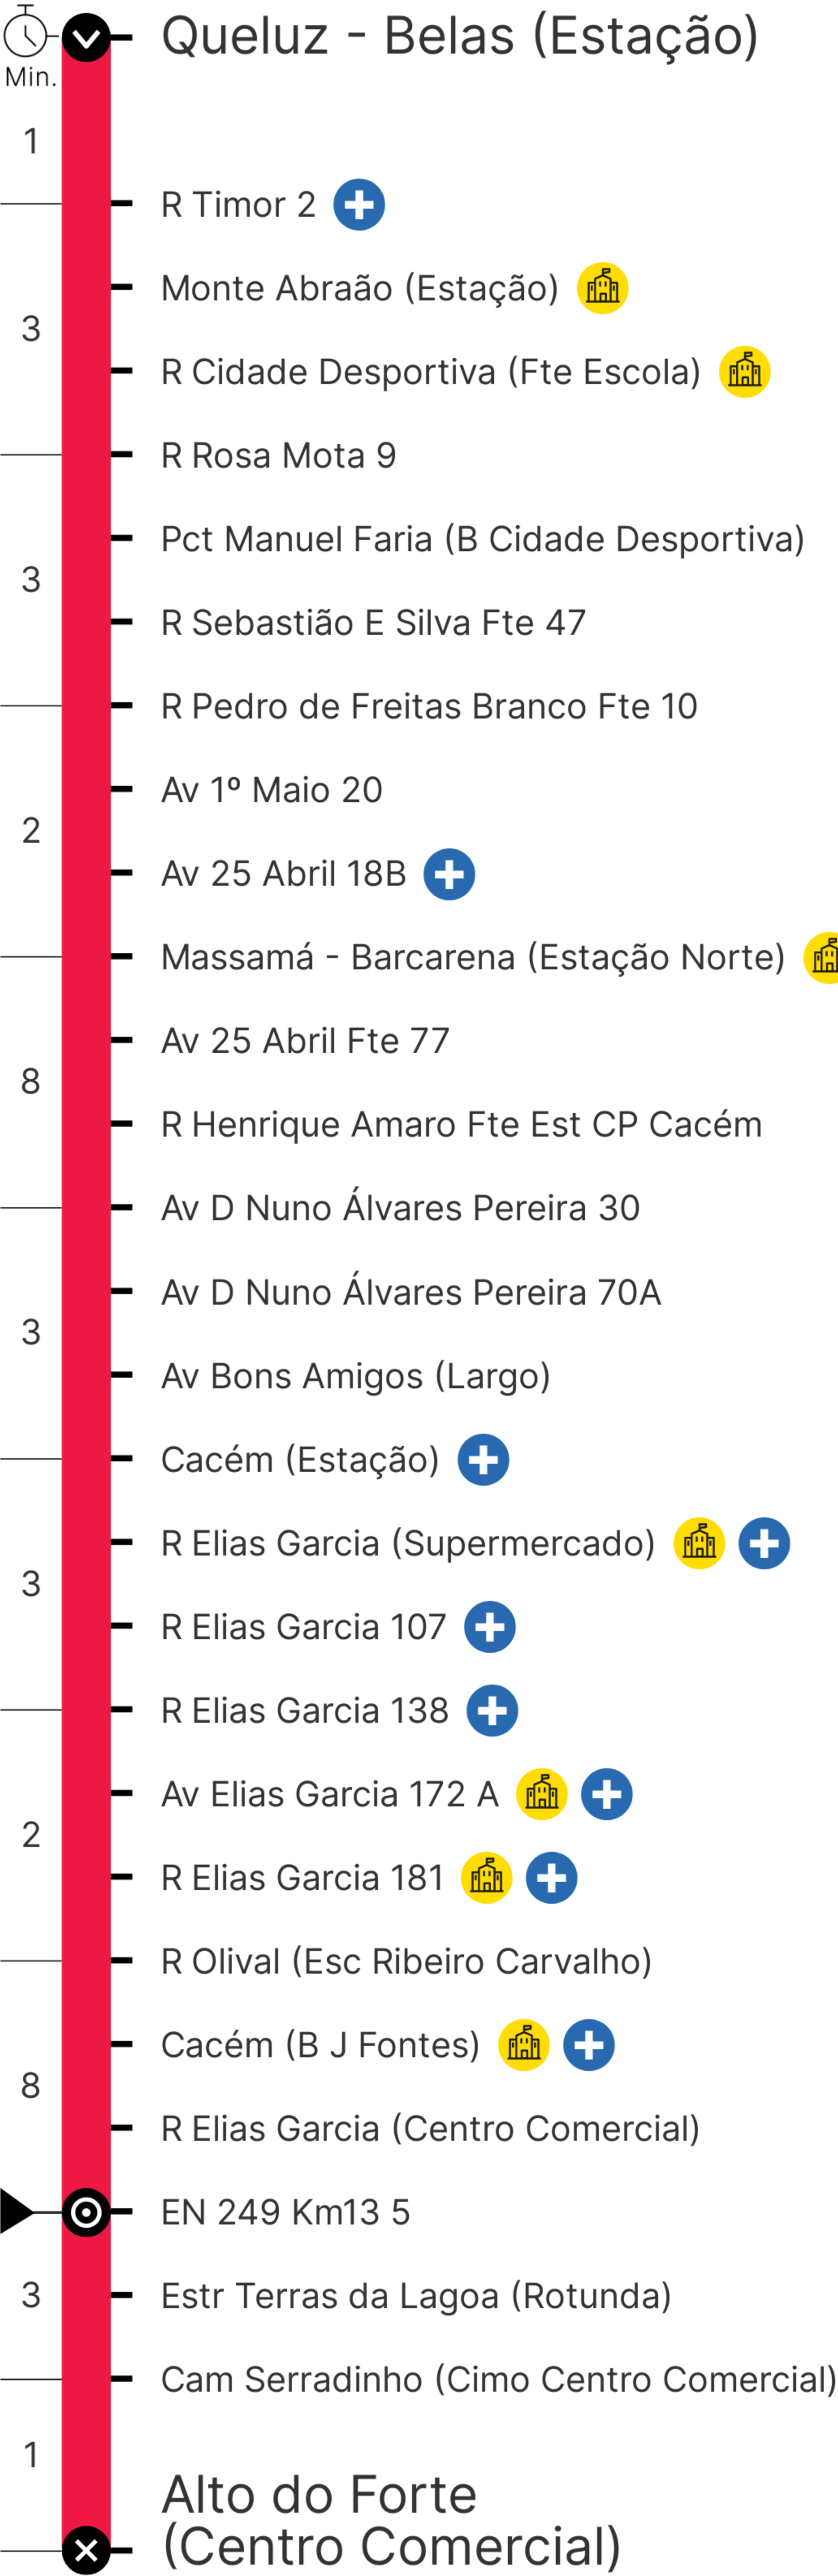 Queluz - Belas (Estação)
Min.
1
R Timor 2
Monte Abraão (Estação)
3
R Cidade Desportiva (Fte Escola)
R Rosa Mota 9
Pct Manuel Faria (B Cidade Desportiva)
3
R Sebastião E Silva Fte 47
R Pedro de Freitas Branco Fte 10
Av 1º Maio 20
2
Av 25 Abril 18B
Massamá - Barcarena (Estação Norte)
Av 25 Abril Fte 77
8
R Henrique Amaro Fte Est CP Cacém
Av D Nuno Álvares Pereira 30
Av D Nuno Álvares Pereira 70A
3
Av Bons Amigos (Largo)
Cacém (Estação)
R Elias Garcia (Supermercado)
3
R Elias Garcia 107
R Elias Garcia 138
Av Elias Garcia 172 A
2
R Elias Garcia 181
R Olival (Esc Ribeiro Carvalho)
Cacém (B J Fontes)
8
R Elias Garcia (Centro Comercial)
EN 249 Km13 5
3
Estr Terras da Lagoa (Rotunda)
Cam Serradinho (Cimo Centro Comercial)
1
Alto do Forte
(Centro Comercial)